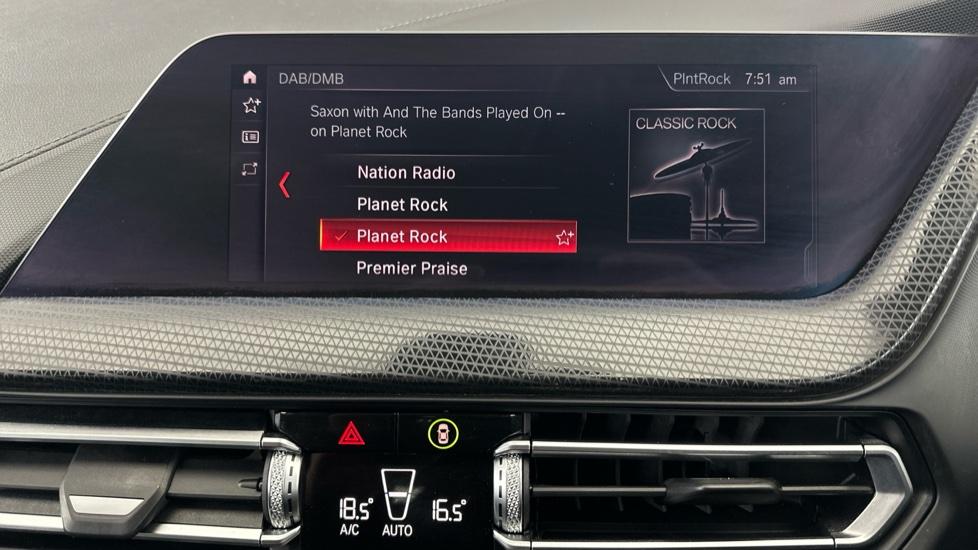 DAB/DMB
PlntRock 7:51 am
Saxon with And The Bands Played On --
on Planet Rock
CLASSIC ROCK
Nation Radio
Planet Rock
Planet Rock
Premier Praise
18.5° 16.5°
A/C AUTO